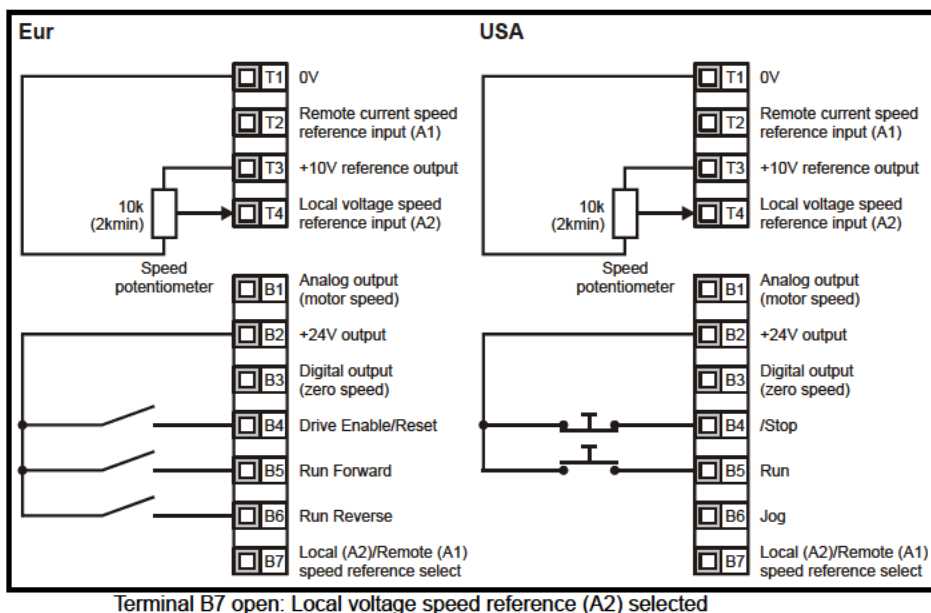 Eur
T1 0V
T2 Remote current speed
reference input (A1)
T3 +10V reference output
10k
(2kmin)
T4 Local voltage speed
reference input (A2)
Speed
potentiometer
B1 Analog output
(motor speed)
B2 +24V output
B3 Digital output
(zero speed)
B4 Drive Enable/Reset
B5 Run Forward
B6 Run Reverse
B7 Local (A2)/Remote (A1)
speed reference select
USA
T1 0V
T2 Remote current speed
reference input (A1)
T3 +10V reference output
10k
(2kmin)
T4 Local voltage speed
reference input (A2)
Speed
potentiometer
B1 Analog output
(motor speed)
B2 +24V output
B3 Digital output
(zero speed)
B4 /Stop
B5 Run
B6 Jog
B7 Local (A2)/Remote (A1)
speed reference select
Terminal B7 open: Local voltage speed reference (A2) selected